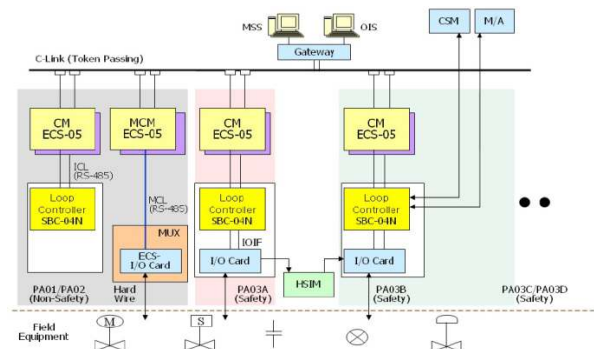 MSS
OIS
CSM
M/A
Gateway
C-Link (Token Passing)
CM
ECS-05
MCM
ECS-05
CM
ECS-05
CM
ECS-05
ICL
(RS-485)
MCL
(RS-485)
Loop
Controller
SBC-04N
Loop
Controller
SBC-04N
Loop
Controller
SBC-04N
MUX
IOIF
ECS-
I/O Card
I/O Card
HSIM
I/O Card
PA01/PA02
(Non-Safety)
Hard
Wire
PA03A
(Safety)
PA03B
(Safety)
PA03C/PA03D
(Safety)
Field
Equipment
M
S